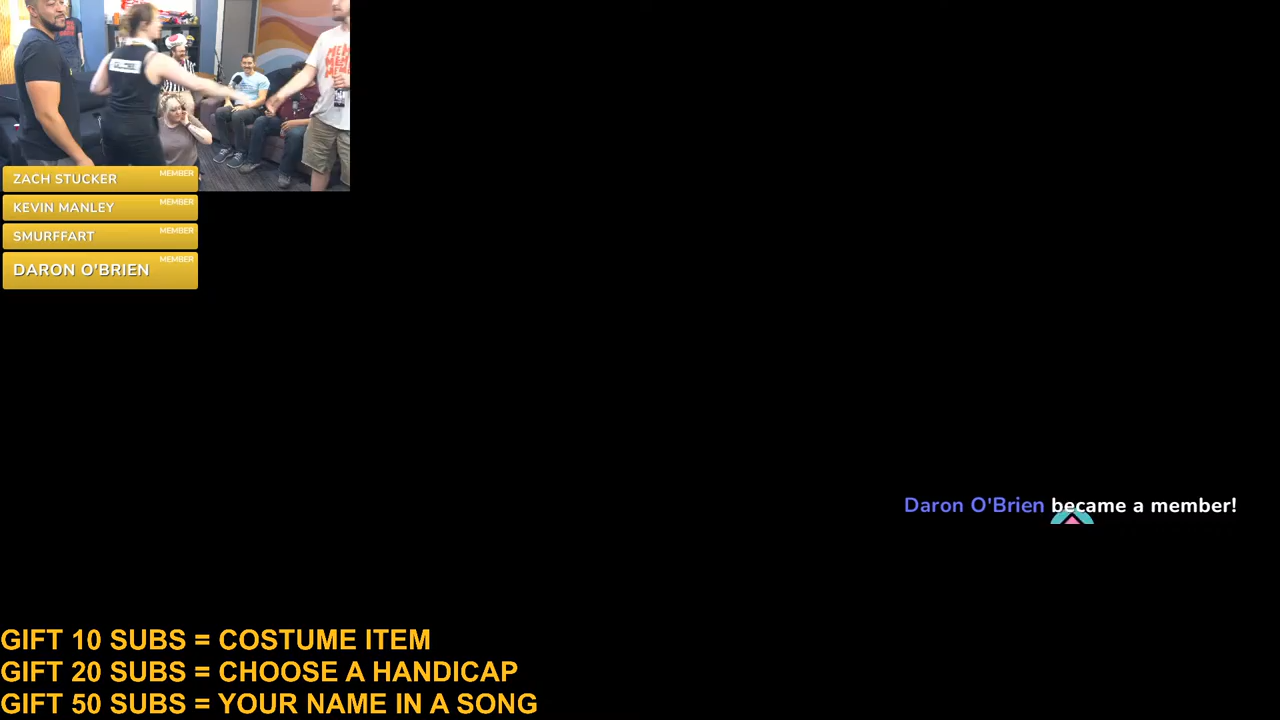 ZACH STUCKER MEMBER
KEVIN MANLEY MEMBER
SMURFFART MEMBER
DARON O'BRIEN MEMBER
Daron O'Brien became a member!
GIFT 10 SUBS = COSTUME ITEM
GIFT 20 SUBS = CHOOSE A HANDICAP
GIFT 50 SUBS = YOUR NAME IN A SONG